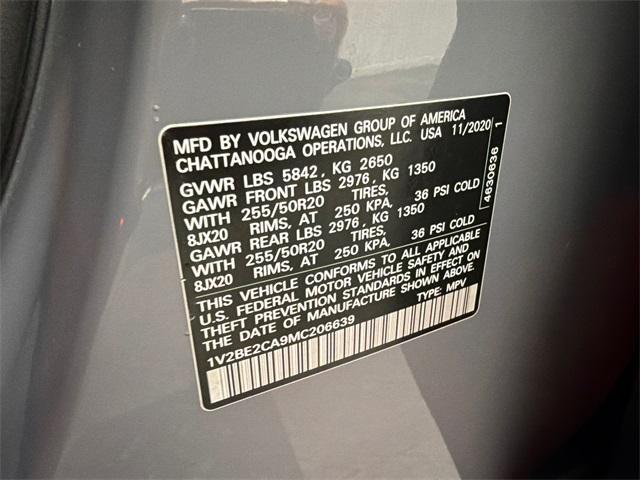 MFD BY VOLKSWAGEN GROUP OF AMERICA
CHATTANOOGA OPERATIONS, LLC. USA 11/2020
GVWR LBS 5842, KG 2650
GAWR FRONT LBS 2976, KG 1350
WITH 255/50R20 TIRES,
8JX20 RIMS, AT 250 KPA, 36 PSI COLD
GAWR REAR LBS 2976, KG 1350
WITH 255/50R20 TIRES,
8JX20 RIMS, AT 250 KPA, 36 PSI COLD
THIS VEHICLE CONFORMS TO ALL APPLICABLE
U.S. FEDERAL MOTOR VEHICLE SAFETY AND
THEFT PREVENTION STANDARDS IN EFFECT ON
THE DATE OF MANUFACTURE SHOWN ABOVE.
1V2BE2CA9MC206639 TYPE: MPV
4630636 1